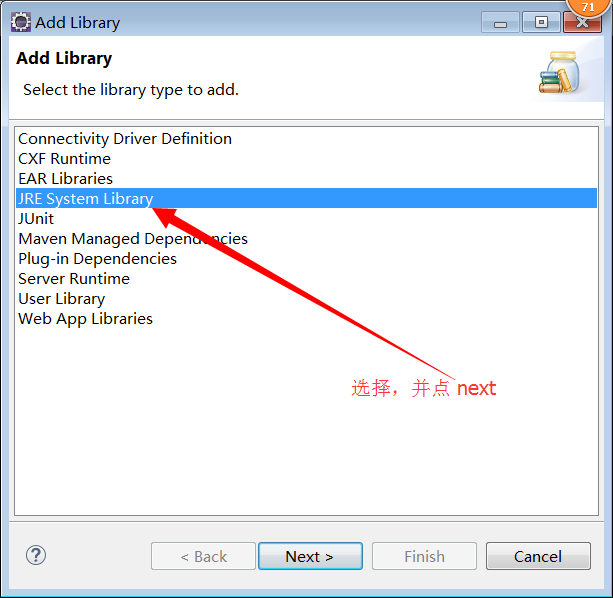 71
Add Library
Add Library
Select the library type to add.
Connectivity Driver Definition
CXF Runtime
EAR Libraries
JRE System Library
JUnit
Maven Managed Dependencies
Plug-in Dependencies
Server Runtime
User Library
Web App Libraries
选择，并点 next
?
< Back
Next >
Finish
Cancel